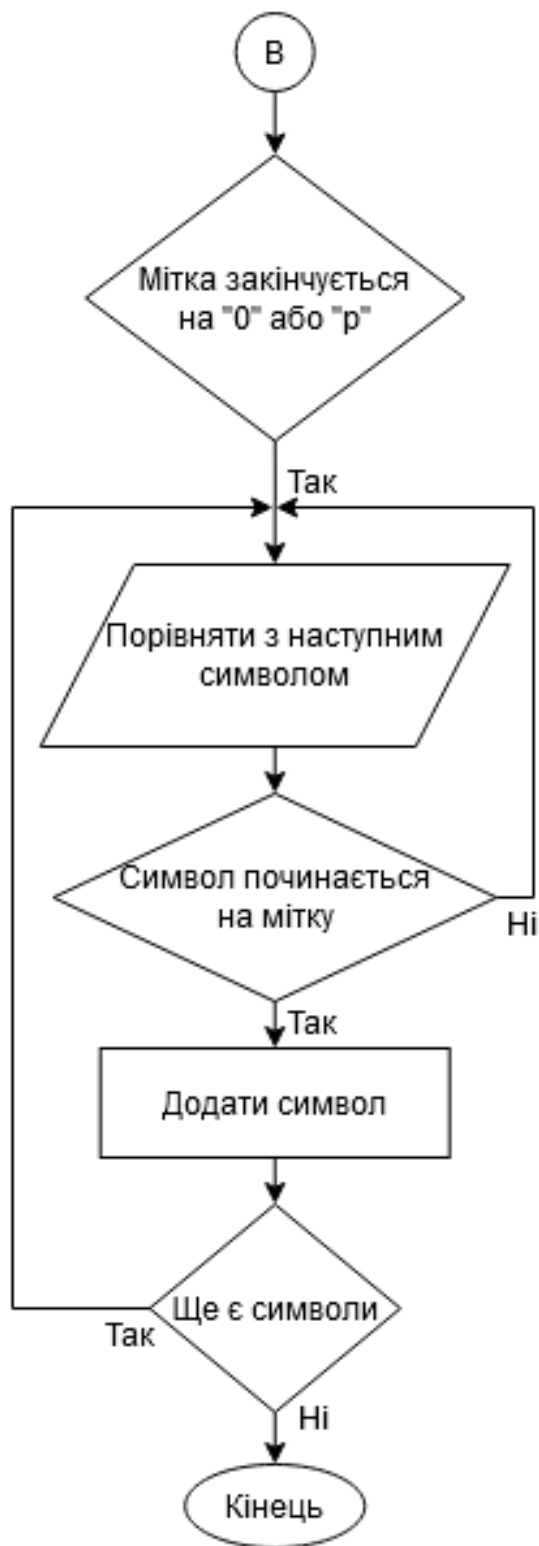 В
Мітка закінчується
на "0" або "р"
Так
Порівняти з наступним
символом
Символ починається
на мітку
Ні
Так
Додати символ
Ще є символи
Так
Ні
Кінець